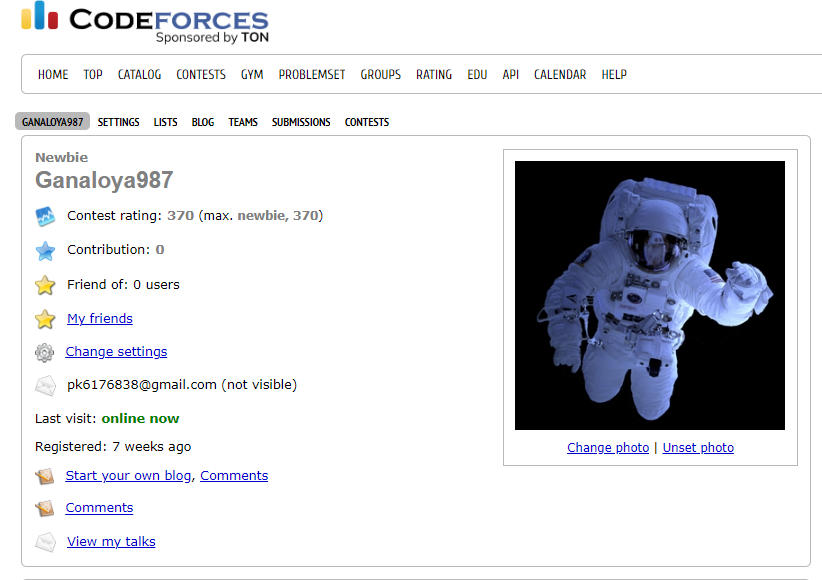 CODEFORCES
Sponsored by TON
HOME TOP CATALOG CONTESTS GYM PROBLEMSET GROUPS RATING EDU API CALENDAR HELP
GANALOYA987 SETTINGS LISTS BLOG TEAMS SUBMISSIONS CONTESTS
Newbie
Ganaloya987
Contest rating: 370 (max. newbie, 370)
Contribution: 0
Friend of: 0 users
My friends
Change settings
pk6176838@gmail.com (not visible)
Last visit: online now
Registered: 7 weeks ago
Start your own blog, Comments
Comments
View my talks
Change photo | Unset photo